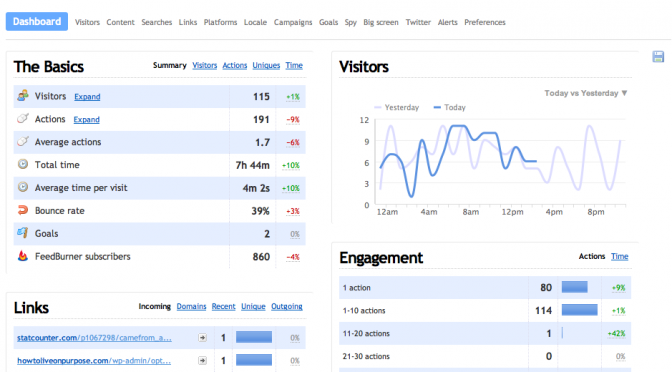 Dashboard Visitors Content Searches Links Platforms Locale Campaigns Goals Spy Big screen Twitter Alerts Preferences
The Basics Summary Visitors Actions Uniques Time
Visitors Expand 115 +1%
Actions Expand 191 -9%
Average actions 1.7 -6%
Total time 7h 44m +10%
Average time per visit 4m 2s +10%
Bounce rate 39% +3%
Goals 2 0%
FeedBurner subscribers 860 -4%
Links Incoming Domains Recent Unique Outgoing
statcounter.com/p1067298/camefrom_a... 1 0%
howtoliveonpurpose.com/wp-admin/opt... 1 0%
Visitors
Today vs Yesterday ▼
Yesterday Today
12
9
6
3
0
12am 4am 8am 12pm 4pm 8pm
Engagement Actions Time
1 action 80 +9%
1-10 actions 114 +1%
11-20 actions 1 +42%
21-30 actions 0 0%